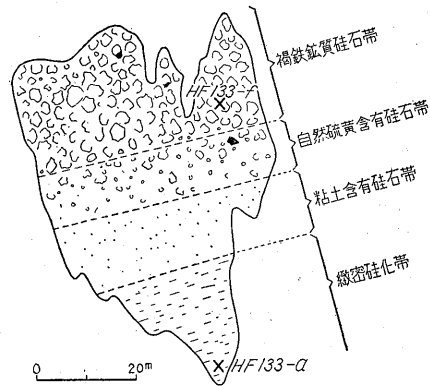 褐鉄鉱質硅石帯
HF133-r
自然硫黄含有硅石帯
粘土含有硅石帯
緻密硅化帯
HF133-a
0 20m